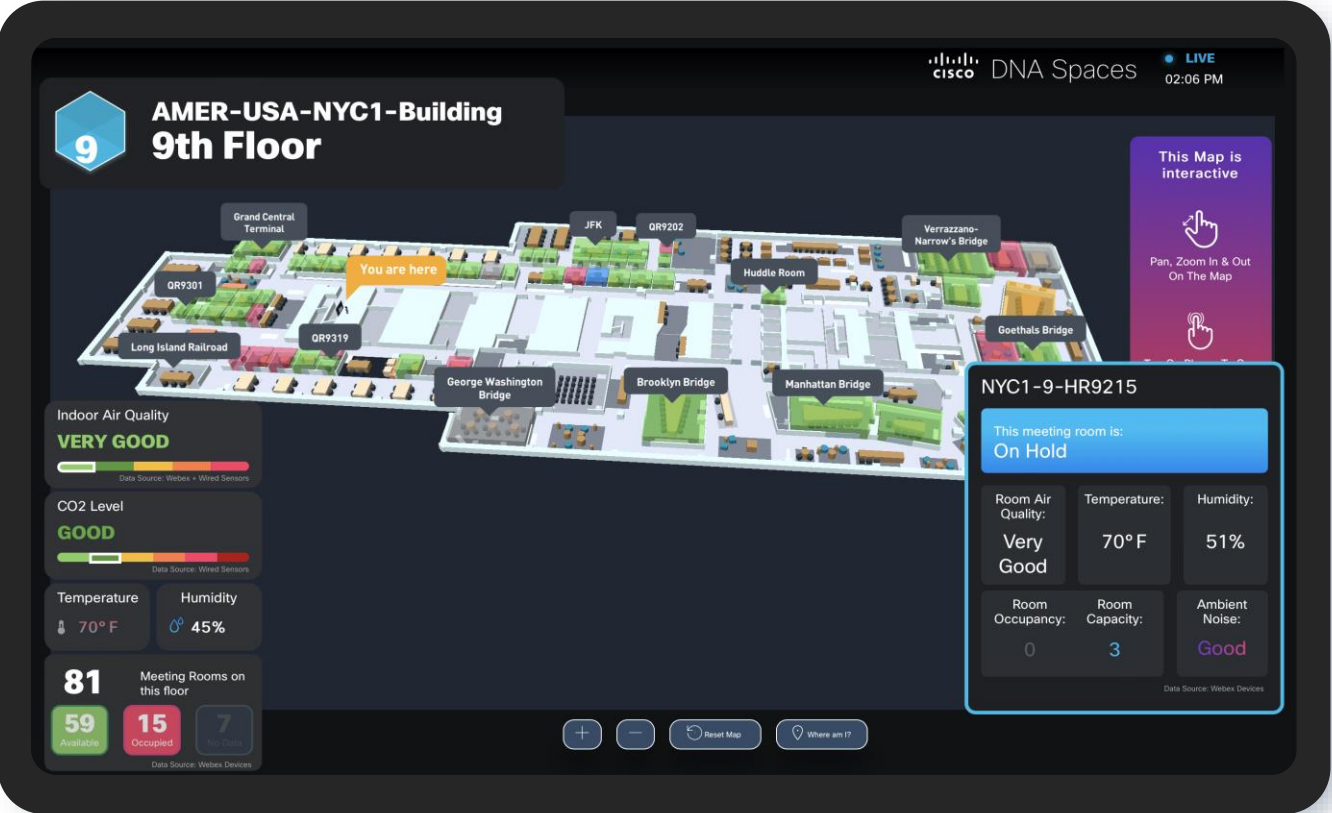 cisco DNA Spaces
LIVE
02:06 PM
AMER-USA-NYC1-Building
9
9th Floor
This Map is
interactive
Pan, Zoom In & Out
On The Map
Grand Central
Terminal
JFK
QR9202
Verrazzano-
Narrow's Bridge
You are here
Huddle Room
QR9301
Goethals Bridge
QR9319
Long Island Railroad
George Washington
Bridge
Brooklyn Bridge
Manhattan Bridge
Indoor Air Quality
VERY GOOD
Data Source: Webex + Wired Sensors
CO2 Level
GOOD
Data Source: Wired Sensors
Temperature
70° F
Humidity
45%
81
Meeting Rooms on
this floor
59
Available
15
Occupied
7
No Data
Data Source: Webex Devices
Reset Map
Where am I?
NYC1-9-HR9215
This meeting room is:
On Hold
Room Air
Quality:
Very
Good
Temperature:
70° F
Humidity:
51%
Room
Occupancy:
0
Room
Capacity:
3
Ambient
Noise:
Good
Data Source: Webex Devices